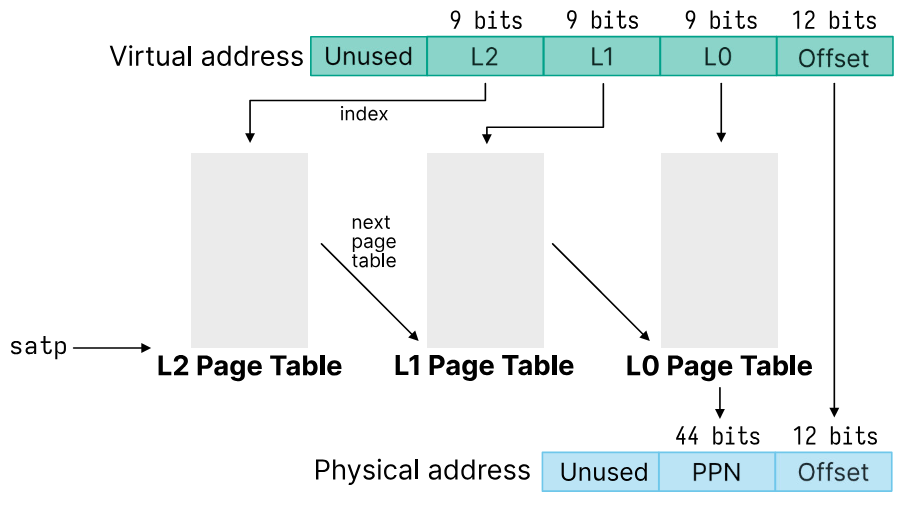 9 bits 9 bits 9 bits 12 bits
Virtual address Unused L2 L1 L0 Offset
index
next
page
table
satp
L2 Page Table L1 Page Table L0 Page Table
44 bits 12 bits
Physical address Unused PPN Offset